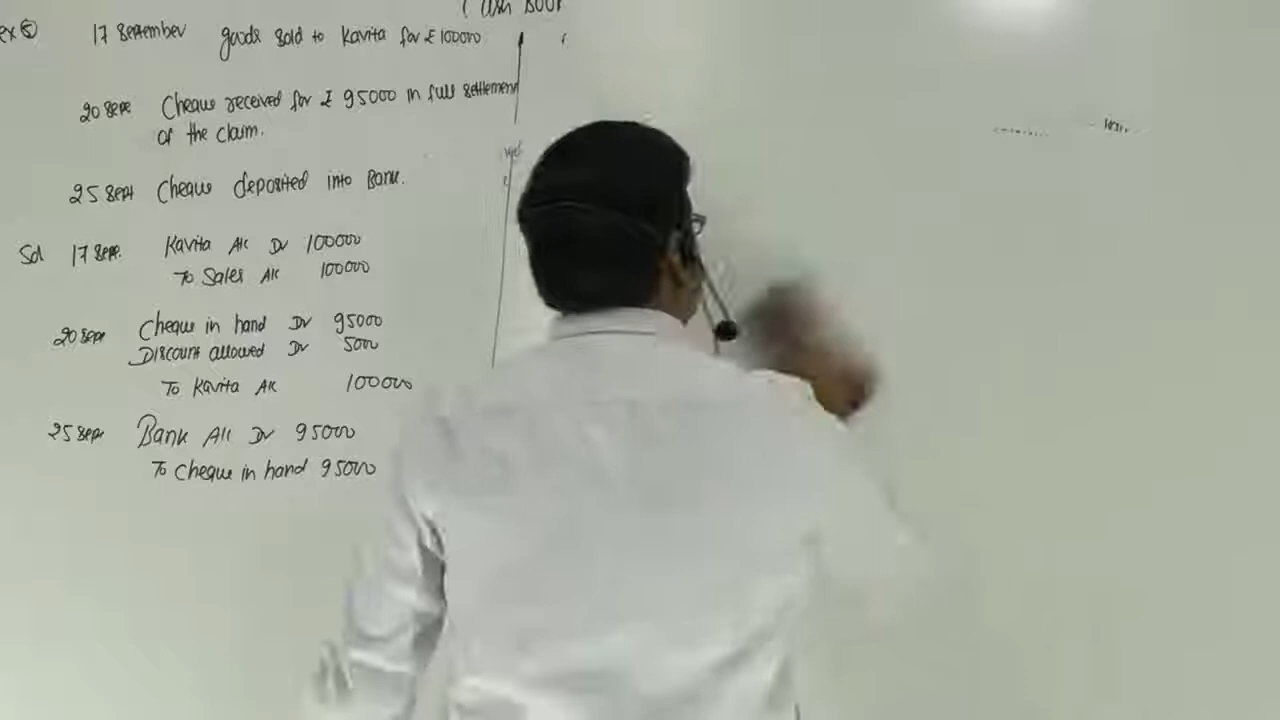 ex 5 17 September goods sold to Kavita for ₹ 100000
20 Sept Cheque received for ₹ 95000 in full settlement
of the claim.
25 Sept Cheque deposited into Bank.
Sol 17 Sept. Kavita A/c Dr 100000
To Sales A/c 100000
20 Sept Cheque in hand Dr 95000
Discount allowed Dr 5000
To Kavita A/c 100000
25 Sept Bank A/c Dr 95000
To Cheque in hand 95000